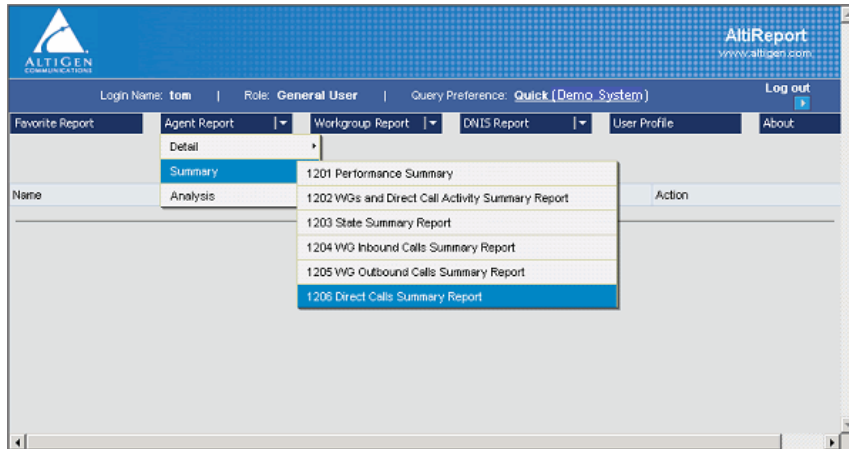 AltiReport
www.altigen.com
ALTIGEN
COMMUNICATIONS
Login Name: tom | Role: General User | Query Preference: Quick (Demo_System)
Log out
Favorite Report Agent Report Workgroup Report DNIS Report User Profile About
Detail
Summary
Analysis
1201 Performance Summary
1202 WGs and Direct Call Activity Summary Report
1203 State Summary Report
1204 WG Inbound Calls Summary Report
1205 WG Outbound Calls Summary Report
1206 Direct Calls Summary Report
Name Action